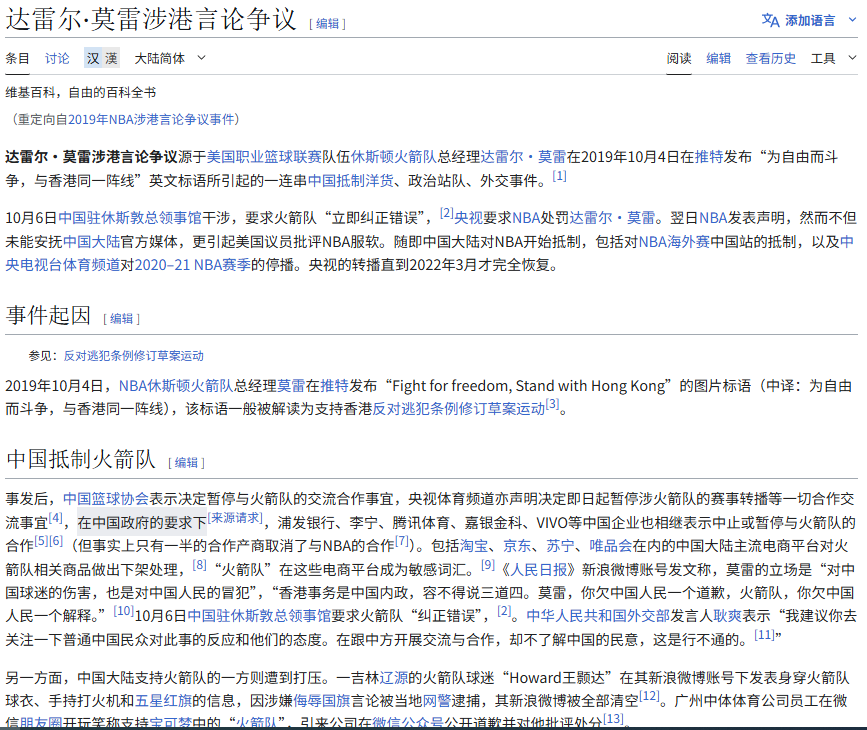 达雷尔·莫雷涉港言论争议 [ 编辑 ]
添加语言
条目 讨论 汉 漢 大陆简体
阅读 编辑 查看历史 工具
维基百科，自由的百科全书
（重定向自2019年NBA涉港言论争议事件）
达雷尔·莫雷涉港言论争议源于美国职业篮球联赛队伍休斯顿火箭队总经理达雷尔·莫雷在2019年10月4日在推特发布“为自由而斗
争，与香港同一阵线”英文标语所引起的一连串中国抵制洋货、政治站队、外交事件。[1]
10月6日中国驻休斯敦总领事馆干涉，要求火箭队“立即纠正错误”，[2]央视要求NBA处罚达雷尔·莫雷。翌日NBA发表声明，然而不但
未能安抚中国大陆官方媒体，更引起美国议员批评NBA服软。随即中国大陆对NBA开始抵制，包括对NBA海外赛中国站的抵制，以及中
央电视台体育频道对2020–21 NBA赛季的停播。央视的转播直到2022年3月才完全恢复。
事件起因 [ 编辑 ]
参见：反对逃犯条例修订草案运动
2019年10月4日，NBA休斯顿火箭队总经理莫雷在推特发布“Fight for freedom, Stand with Hong Kong”的图片标语（中译：为自由
而斗争，与香港同一阵线），该标语一般被解读为支持香港反对逃犯条例修订草案运动[3]。
中国抵制火箭队 [ 编辑 ]
事发后，中国篮球协会表示决定暂停与火箭队的交流合作事宜，央视体育频道亦声明决定即日起暂停涉火箭队的赛事转播等一切合作交
流事宜[4]，在中国政府的要求下[来源请求]，浦发银行、李宁、腾讯体育、嘉银金科、VIVO等中国企业也相继表示中止或暂停与火箭队的
合作[5][6]（但事实上只有一半的合作产商取消了与NBA的合作[7]）。包括淘宝、京东、苏宁、唯品会在内的中国大陆主流电商平台对火
箭队相关商品做出下架处理，[8]“火箭队”在这些电商平台成为敏感词汇。[9]《人民日报》新浪微博账号发文称，莫雷的立场是“对中
国球迷的伤害，也是对中国人民的冒犯”，“香港事务是中国内政，容不得说三道四。莫雷，你欠中国人民一个道歉，火箭队，你欠中国
人民一个解释。”[10]10月6日中国驻休斯敦总领事馆要求火箭队“纠正错误”，[2]。中华人民共和国外交部发言人耿爽表示“我建议你去
关注一下普通中国民众对此事的反应和他们的态度。在跟中方开展交流与合作，却不了解中国的民意，这是行不通的。[11]”
另一方面，中国大陆支持火箭队的一方则遭到打压。一吉林辽源的火箭队球迷“Howard王颢达”在其新浪微博账号下发表身穿火箭队
球衣、手持打火机和五星红旗的信息，因涉嫌侮辱国旗言论被当地网警逮捕，其新浪微博被全部清空[12]。广州中体体育公司员工在微
信朋友圈开玩笑称支持宝可梦中的“火箭队”，引来公司在微信公众号公开道歉并对他批评处分[13]。